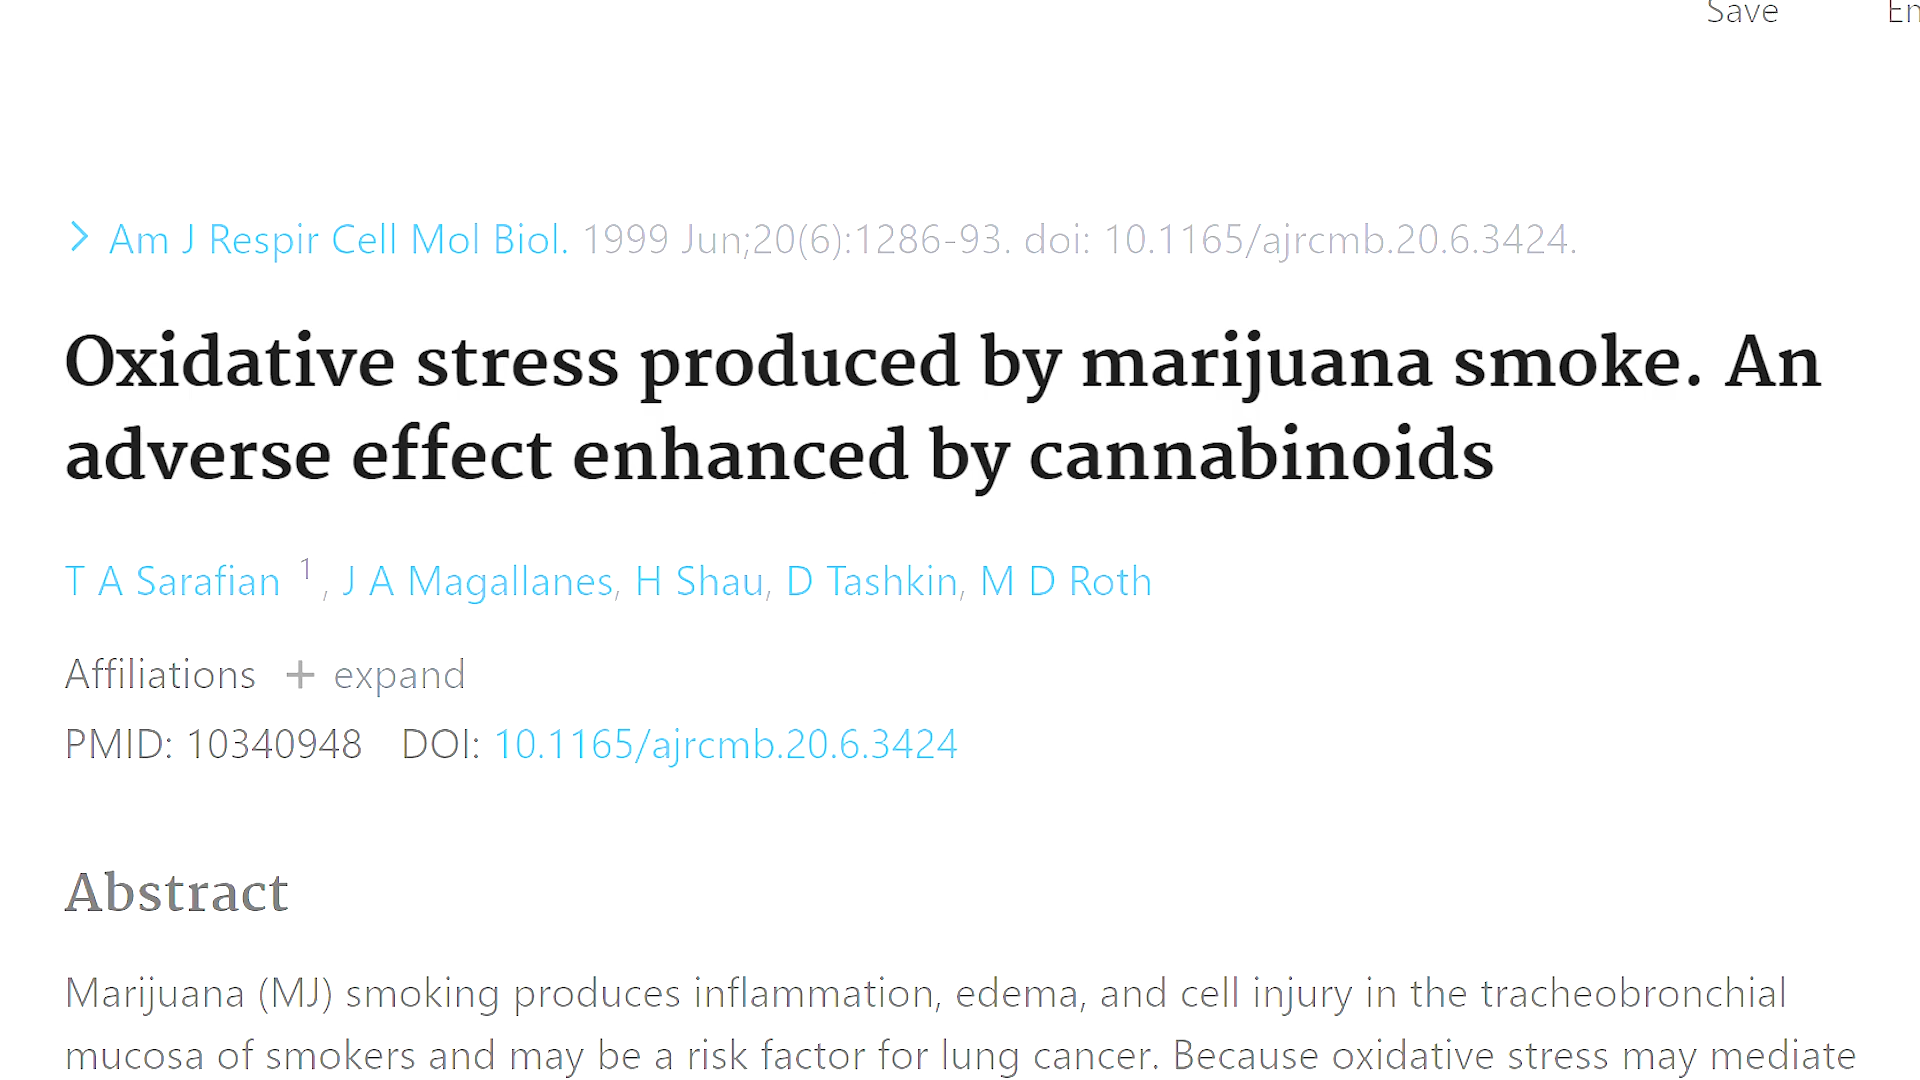 Save
Am J Respir Cell Mol Biol. 1999 Jun;20(6):1286-93. doi: 10.1165/ajrcmb.20.6.3424.
Oxidative stress produced by marijuana smoke. An
adverse effect enhanced by cannabinoids
T A Sarafian 1, J A Magallanes, H Shau, D Tashkin, M D Roth
Affiliations + expand
PMID: 10340948 DOI: 10.1165/ajrcmb.20.6.3424
Abstract
Marijuana (MJ) smoking produces inflammation, edema, and cell injury in the tracheobronchial
mucosa of smokers and may be a risk factor for lung cancer. Because oxidative stress may mediate